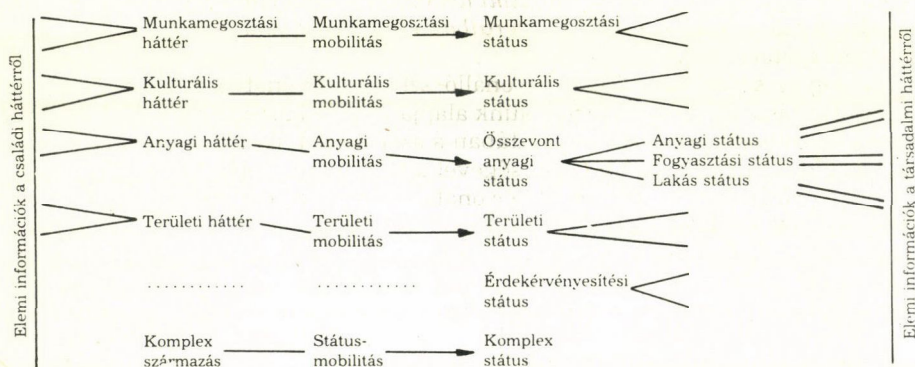 Elemi információk a családi háttérről
Munkamegosztási háttér
Munkamegosztási mobilitás
Munkamegosztási státus
Kulturális háttér
Kulturális mobilitás
Kulturális státus
Anyagi háttér
Anyagi mobilitás
Összevont anyagi státus
Anyagi státus
Fogyasztási státus
Lakás státus
Területi háttér
Területi mobilitás
Területi státus
............
............
Érdekérvényesítési státus
Komplex származás
Státus-mobilitás
Komplex státus
Elemi információk a társadalmi háttérről